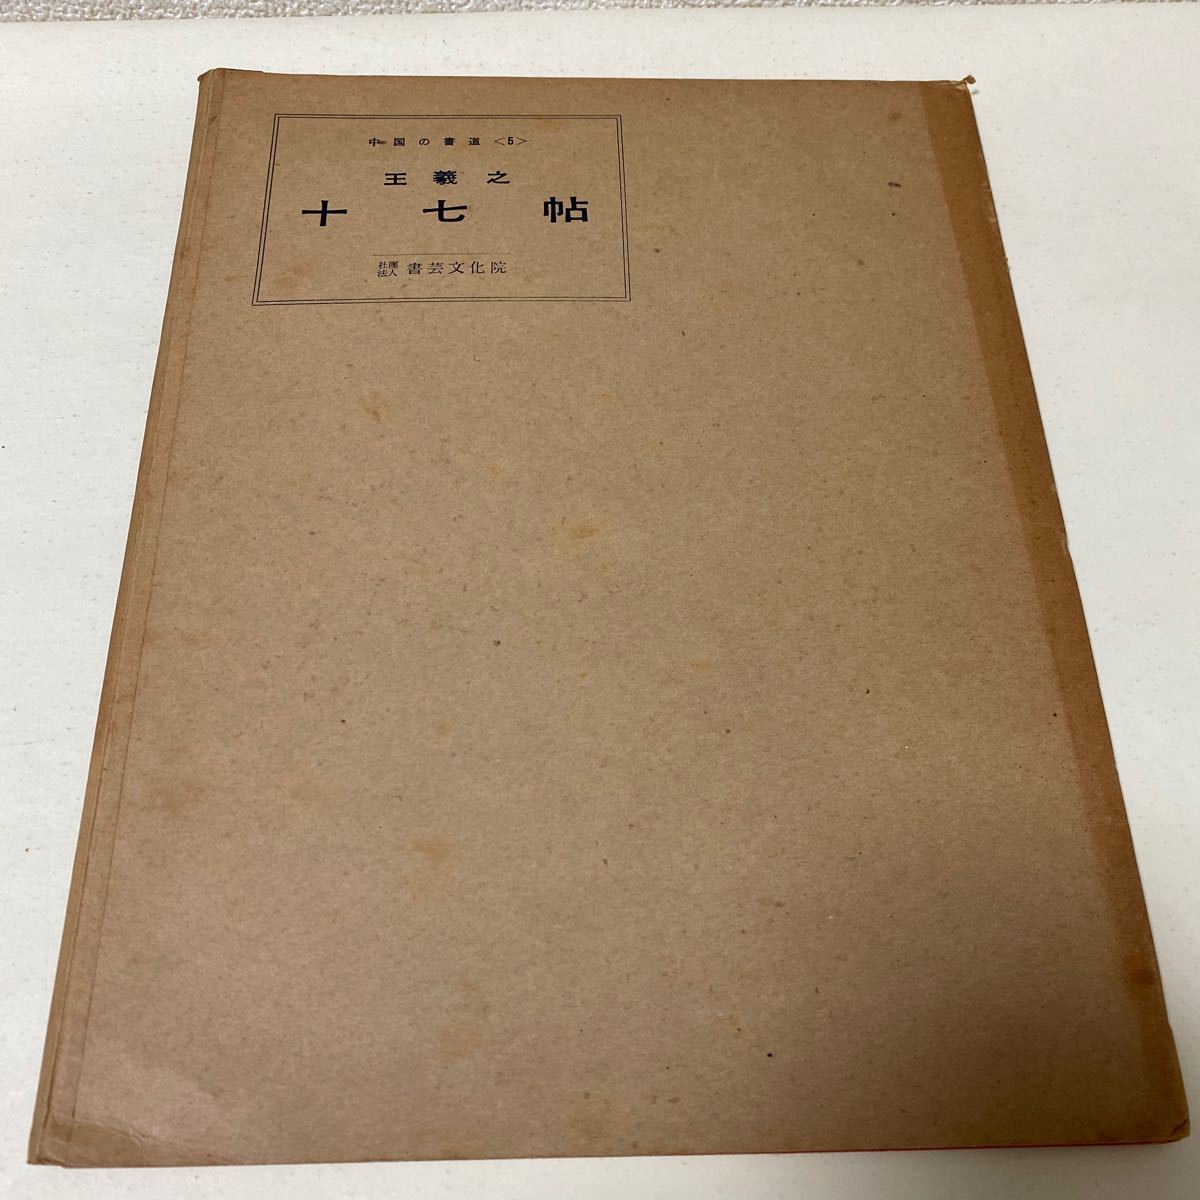 中国の書道〈5〉
王羲之
十七帖
社團法人 書芸文化院